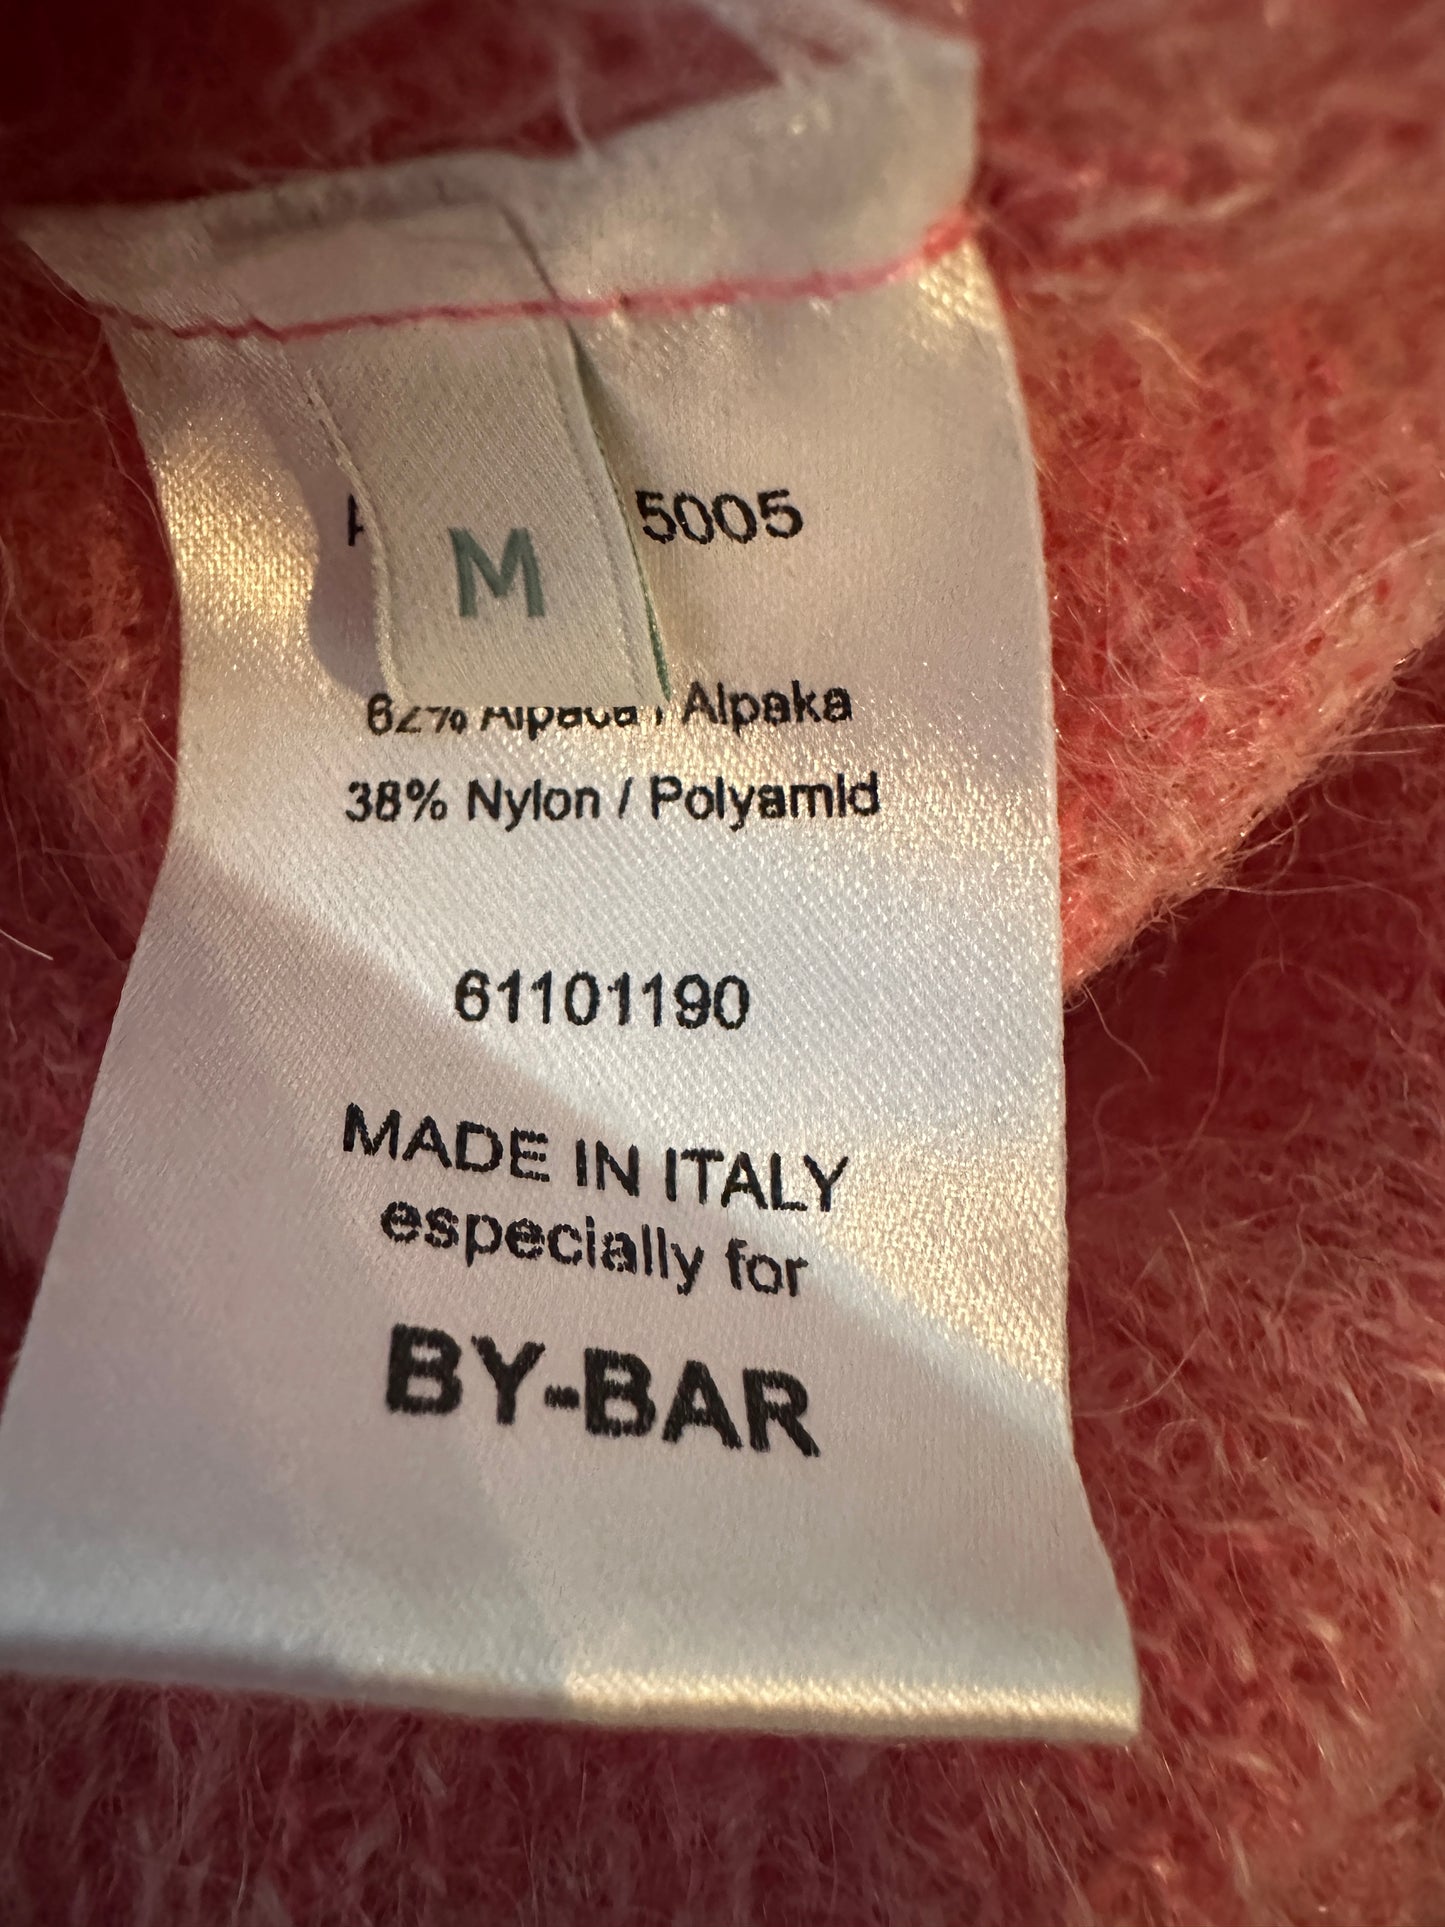 5005
M
62% Alpaca / Alpaka
38% Nylon / Polyamid
61101190
MADE IN ITALY
especially for
BY-BAR